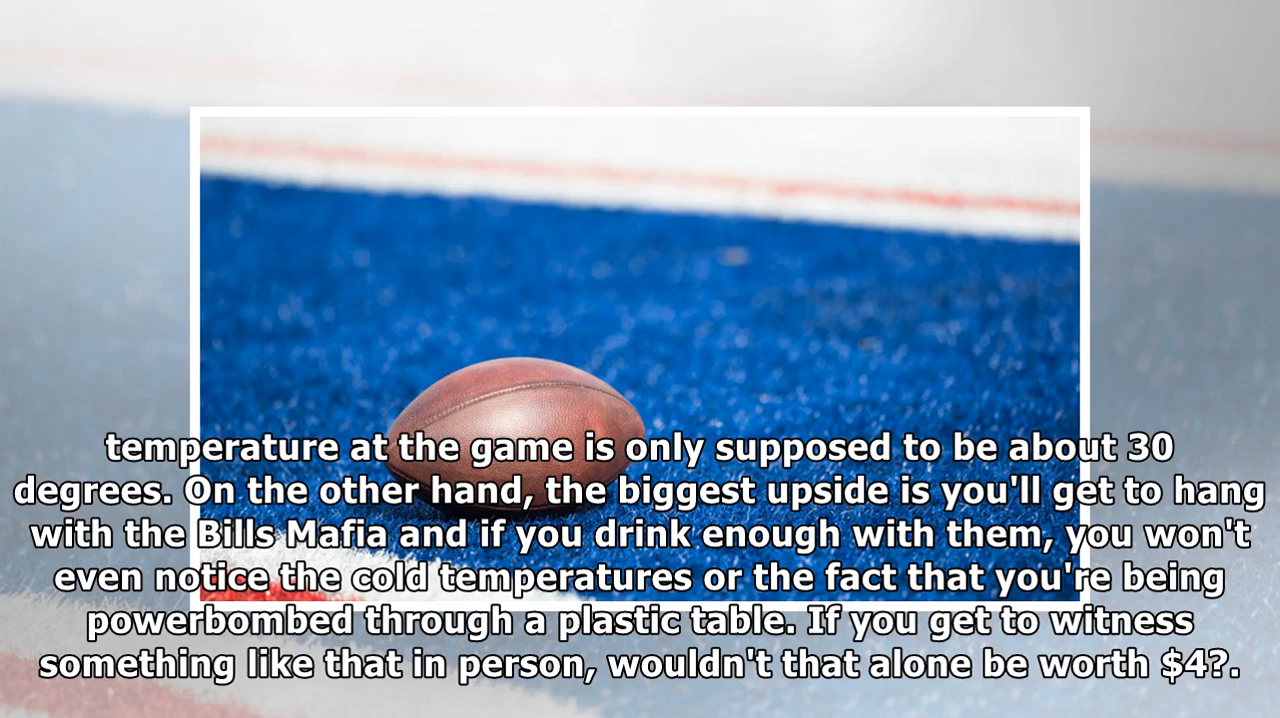 temperature at the game is only supposed to be about 30
degrees. On the other hand, the biggest upside is you'll get to hang
with the Bills Mafia and if you drink enough with them, you won't
even notice the cold temperatures or the fact that you're being
powerbombed through a plastic table. If you get to witness
something like that in person, wouldn't that alone be worth $4?.